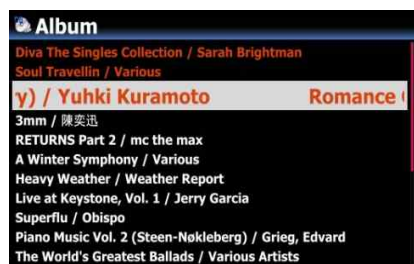 Album
Diva The Singles Collection / Sarah Brightman
Soul Travellin / Various
y) / Yuhki Kuramoto Romance
3mm / 陳奕迅
RETURNS Part 2 / mc the max
A Winter Symphony / Various
Heavy Weather / Weather Report
Live at Keystone, Vol. 1 / Jerry Garcia
Superflu / Obispo
Piano Music Vol. 2 (Steen-Nøkleberg) / Grieg, Edvard
The World's Greatest Ballads / Various Artists